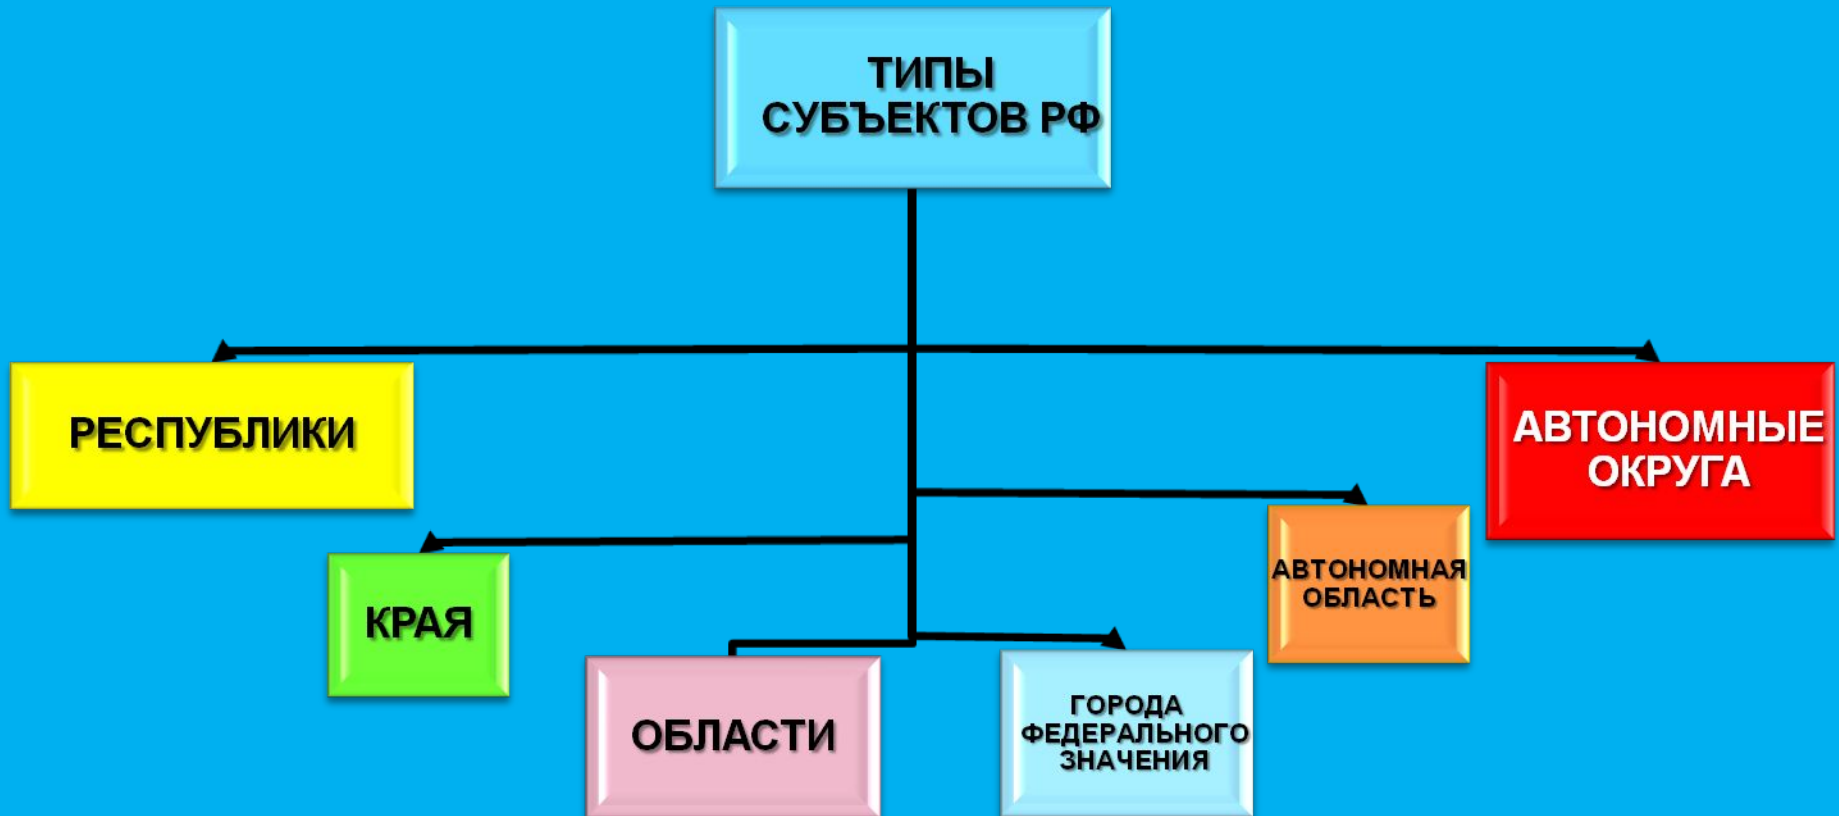 ТИПЫ
СУБЪЕКТОВ РФ
РЕСПУБЛИКИ
АВТОНОМНЫЕ
ОКРУГА
КРАЯ
АВТОНОМНАЯ
ОБЛАСТЬ
ОБЛАСТИ
ГОРОДА
ФЕДЕРАЛЬНОГО
ЗНАЧЕНИЯ